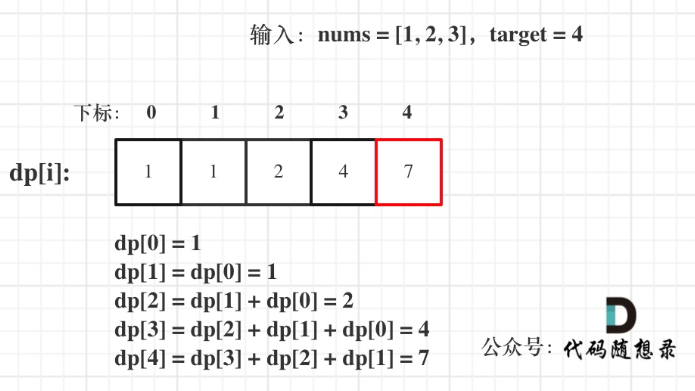 输入：nums = [1, 2, 3]，target = 4
下标： 0 1 2 3 4
dp[i]: 1 1 2 4 7
dp[0] = 1
dp[1] = dp[0] = 1
dp[2] = dp[1] + dp[0] = 2
dp[3] = dp[2] + dp[1] + dp[0] = 4
dp[4] = dp[3] + dp[2] + dp[1] = 7
D
公众号：代码随想录